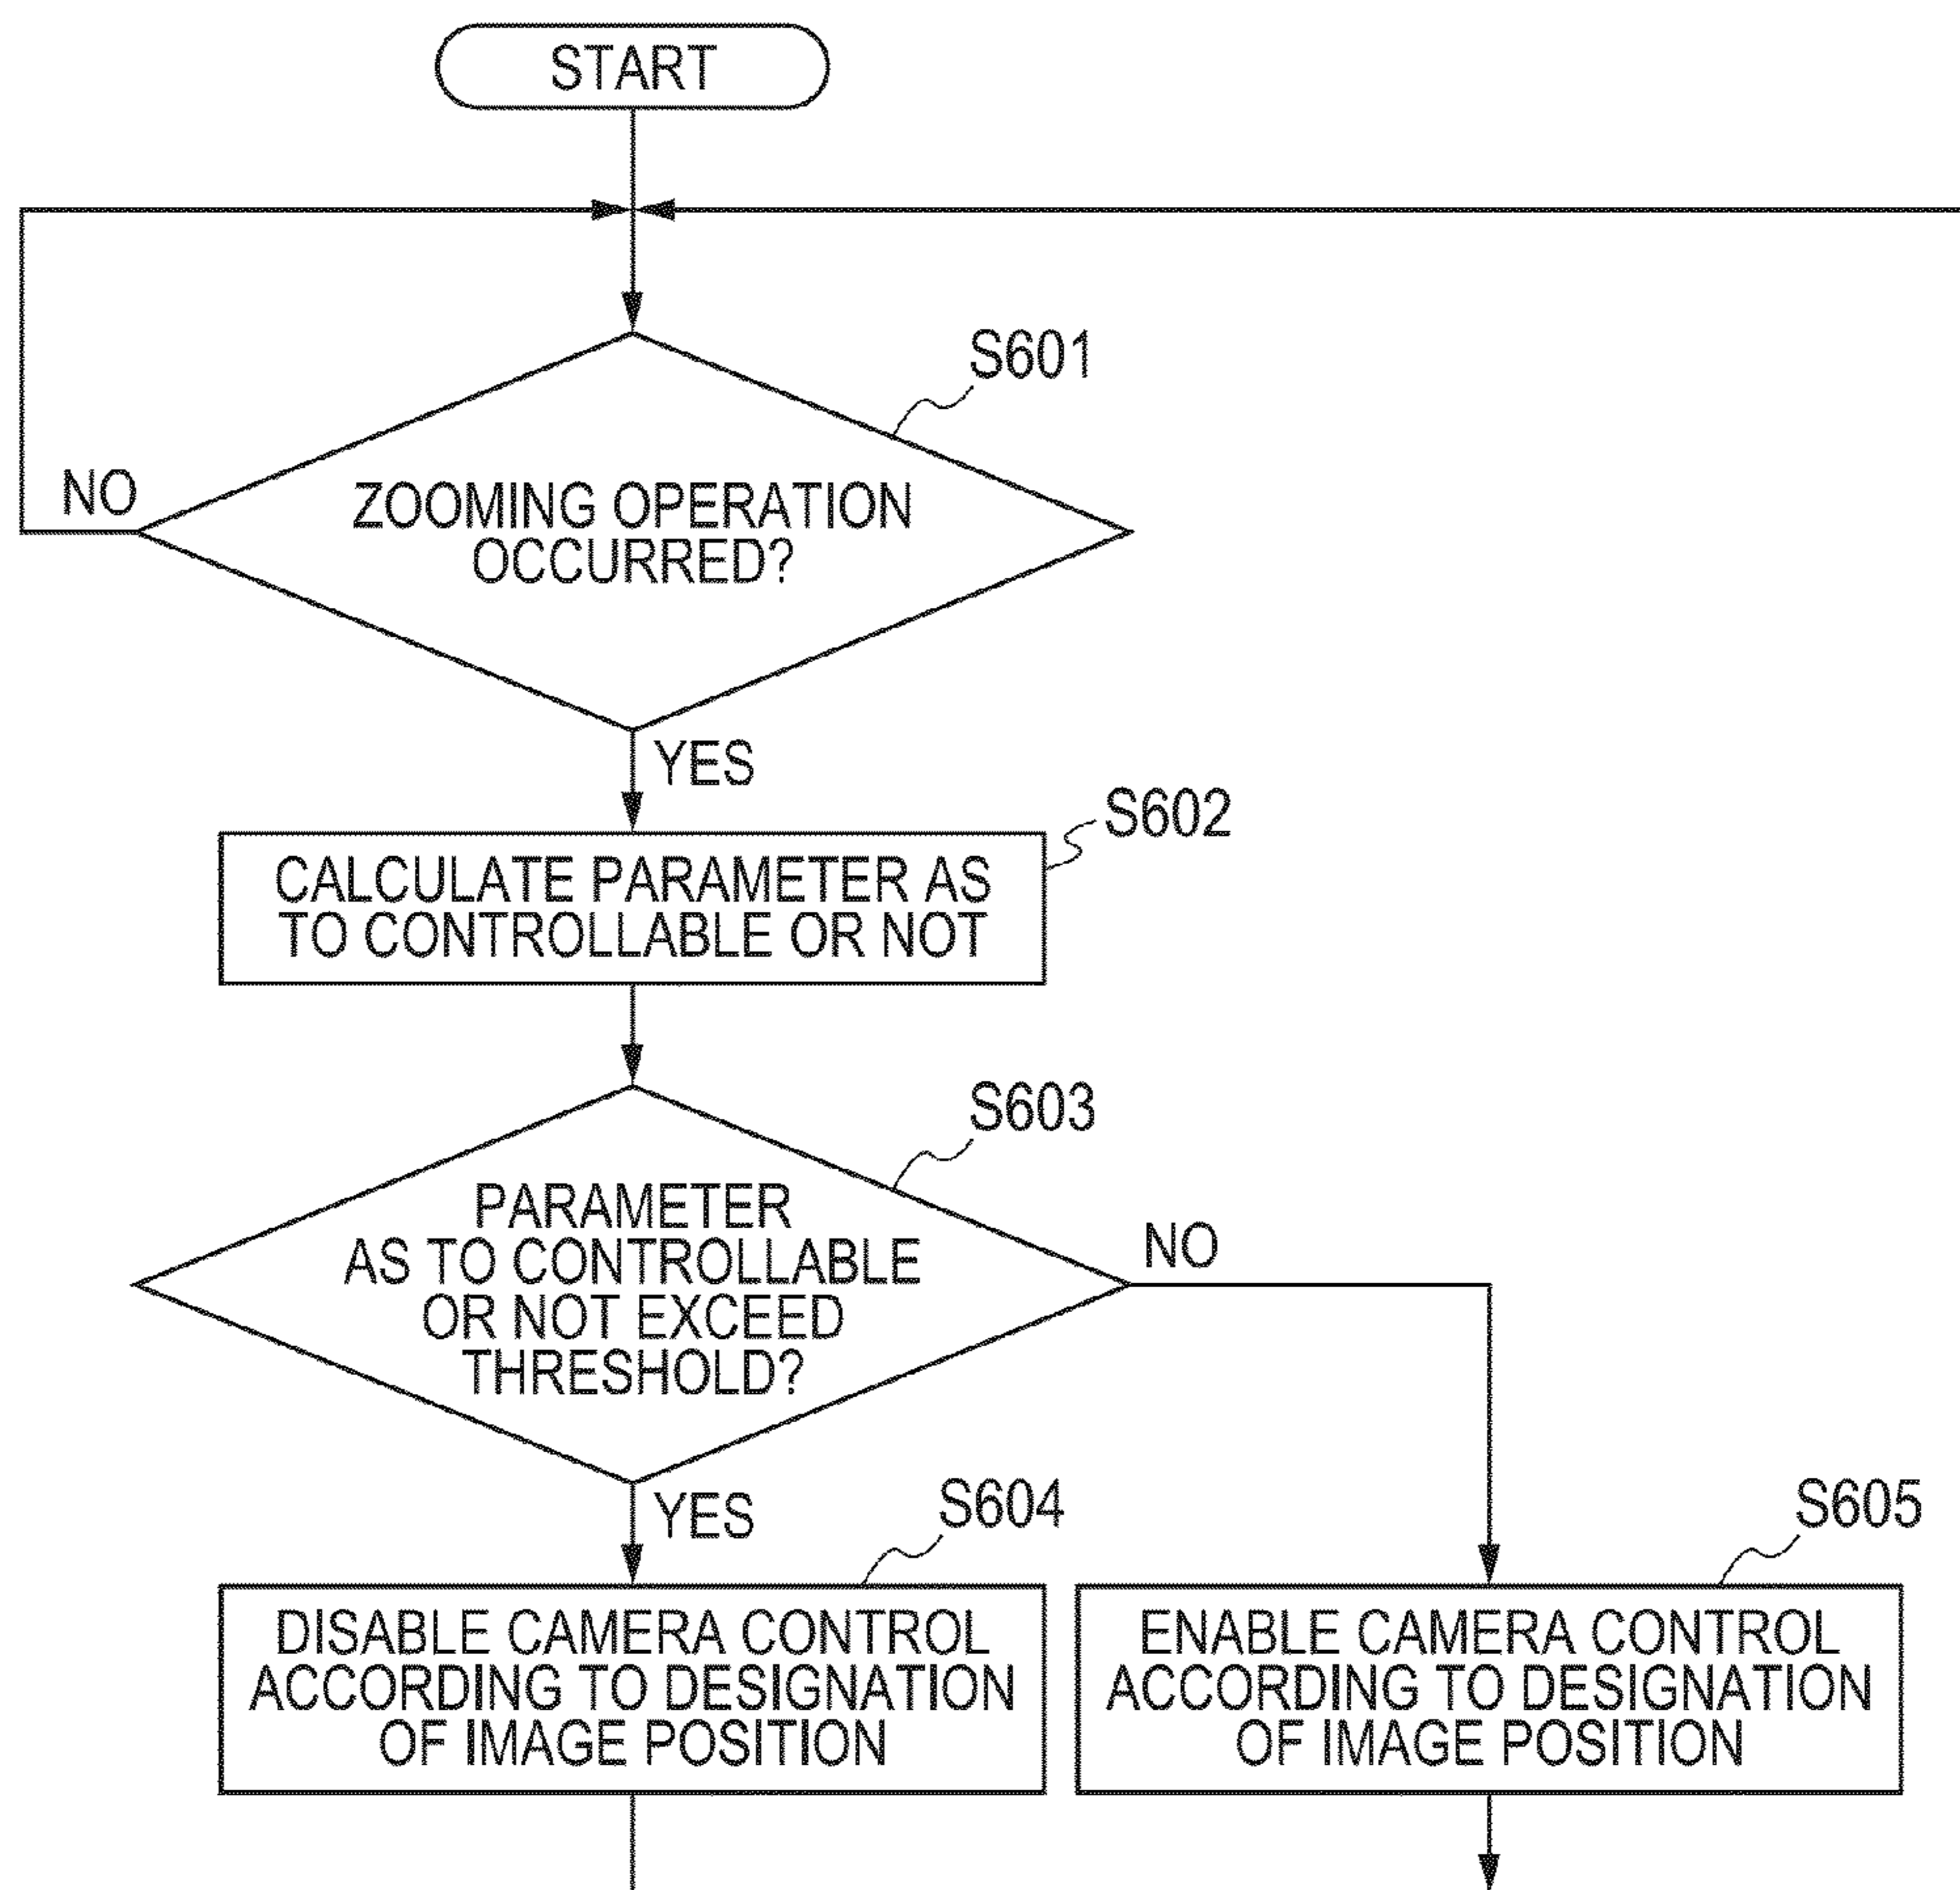 START
S601
NO
ZOOMING OPERATION
OCCURRED?
YES
S602
CALCULATE PARAMETER AS
TO CONTROLLABLE OR NOT
S603
PARAMETER
AS TO CONTROLLABLE
OR NOT EXCEED
THRESHOLD?
NO
YES
S604
S605
DISABLE CAMERA CONTROL
ACCORDING TO DESIGNATION
OF IMAGE POSITION
ENABLE CAMERA CONTROL
ACCORDING TO DESIGNATION
OF IMAGE POSITION